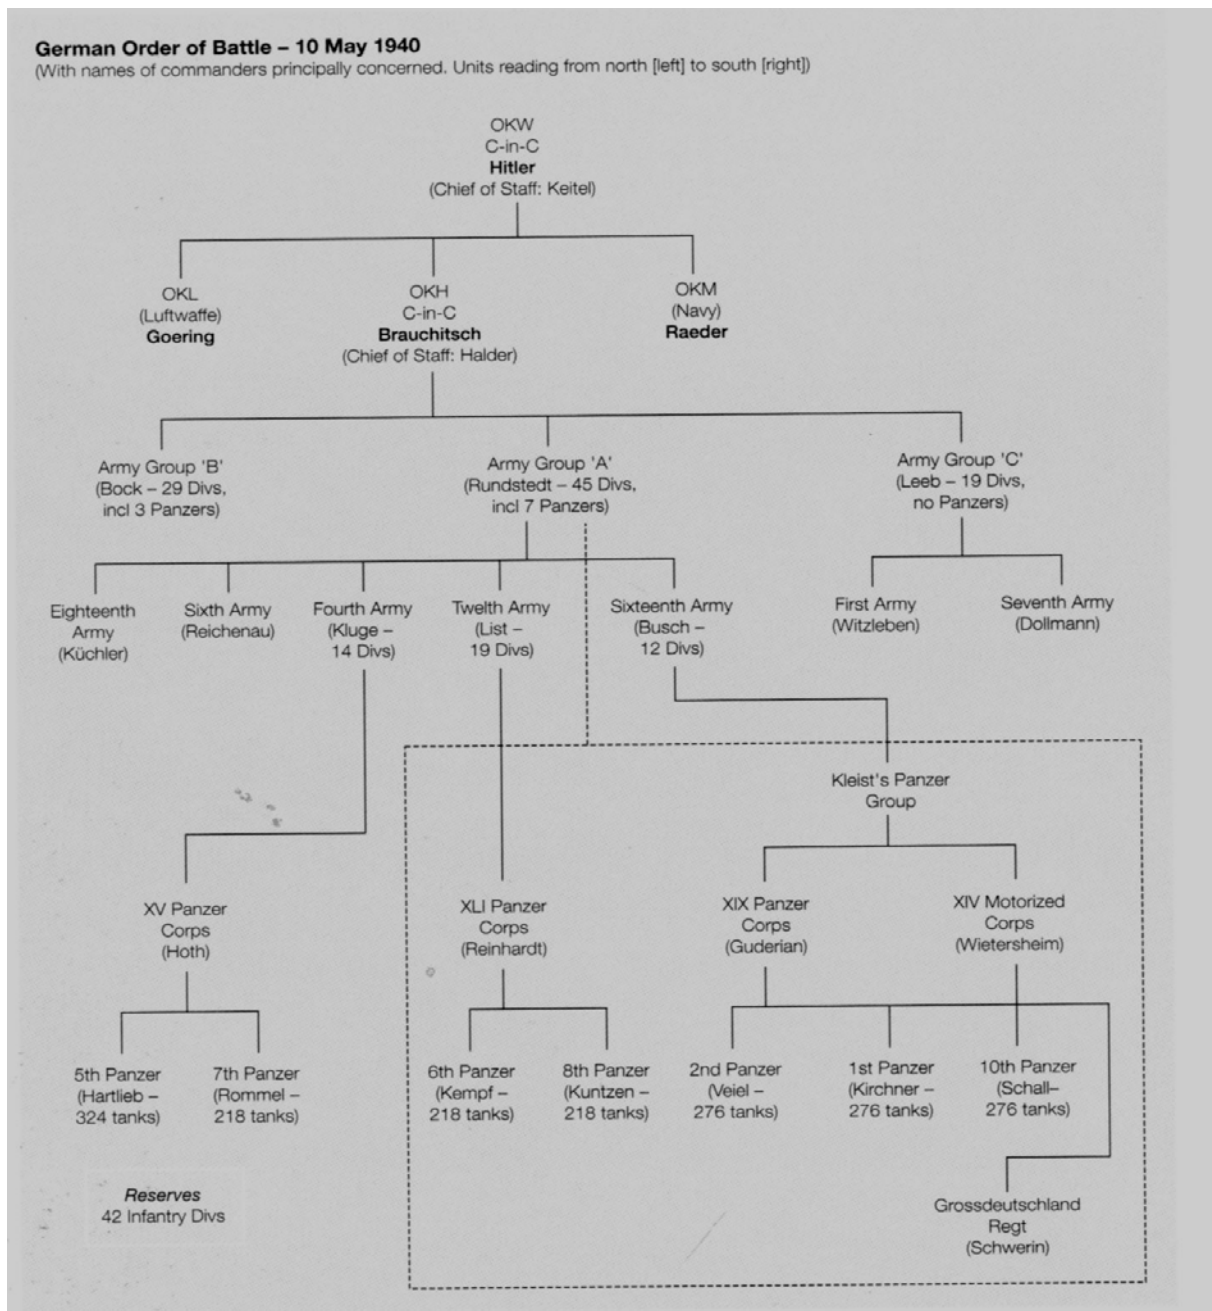 German Order of Battle – 10 May 1940
(With names of commanders principally concerned. Units reading from north [left] to south [right])
OKW
C-in-C
Hitler
(Chief of Staff: Keitel)
OKL
(Luftwaffe)
Goering
OKH
C-in-C
Brauchitsch
(Chief of Staff: Halder)
OKM
(Navy)
Raeder
Army Group 'B'
(Bock – 29 Divs,
incl 3 Panzers)
Army Group 'A'
(Rundstedt – 45 Divs,
incl 7 Panzers)
Army Group 'C'
(Leeb – 19 Divs,
no Panzers)
Eighteenth
Army
(Küchler)
Sixth Army
(Reichenau)
Fourth Army
(Kluge –
14 Divs)
Twelth Army
(List –
19 Divs)
Sixteenth Army
(Busch –
12 Divs)
First Army
(Witzleben)
Seventh Army
(Dollmann)
Kleist's Panzer
Group
XV Panzer
Corps
(Hoth)
XLI Panzer
Corps
(Reinhardt)
XIX Panzer
Corps
(Guderian)
XIV Motorized
Corps
(Wietersheim)
5th Panzer
(Hartlieb –
324 tanks)
7th Panzer
(Rommel –
218 tanks)
6th Panzer
(Kempf –
218 tanks)
8th Panzer
(Kuntzen –
218 tanks)
2nd Panzer
(Veiel –
276 tanks)
1st Panzer
(Kirchner –
276 tanks)
10th Panzer
(Schall–
276 tanks)
Reserves
42 Infantry Divs
Grossdeutschland
Regt
(Schwerin)